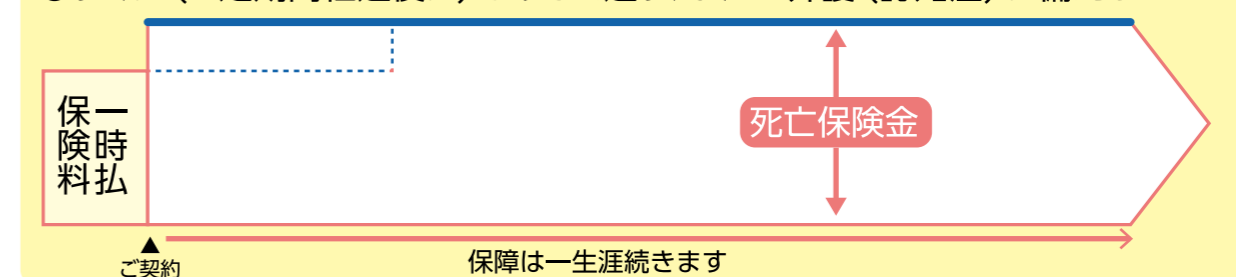 一時払
保険料
死亡保険金
▲
ご契約
保障は一生涯続きます